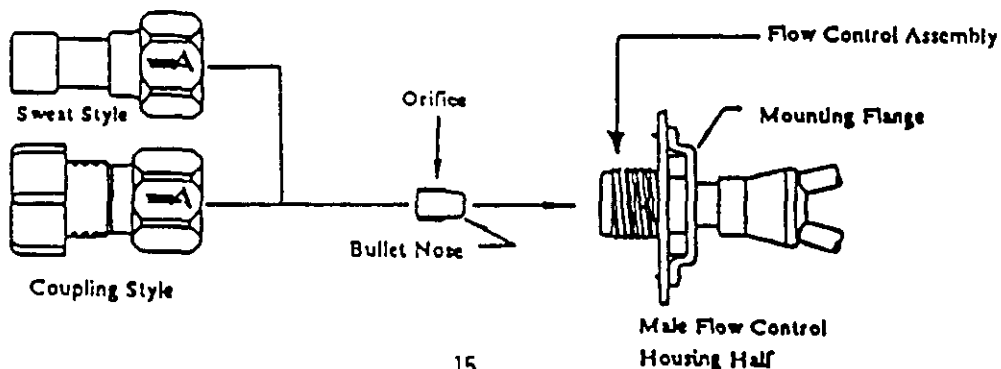 Flow Control Assembly
Orifice
Mounting Flange
Sweat Style
Bullet Nose
Coupling Style
Male Flow Control
Housing Half
15